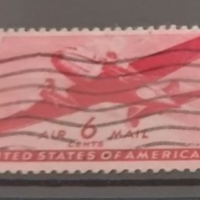 AIR 6 MAIL
CENTS
UNITED STATES OF AMERICA